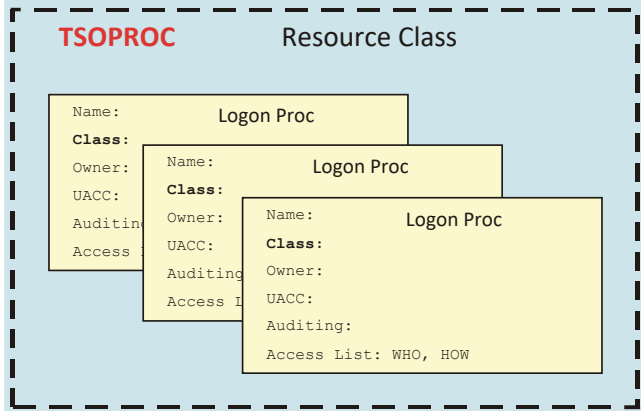 TSOPROC Resource Class
Name: Logon Proc
Class:
Owner:
UACC:
Access
Name: Logon Proc
Class:
Owner:
UACC:
Auditing
Access L
Name: Logon Proc
Class:
Owner:
UACC:
Auditing:
Access List: WHO, HOW